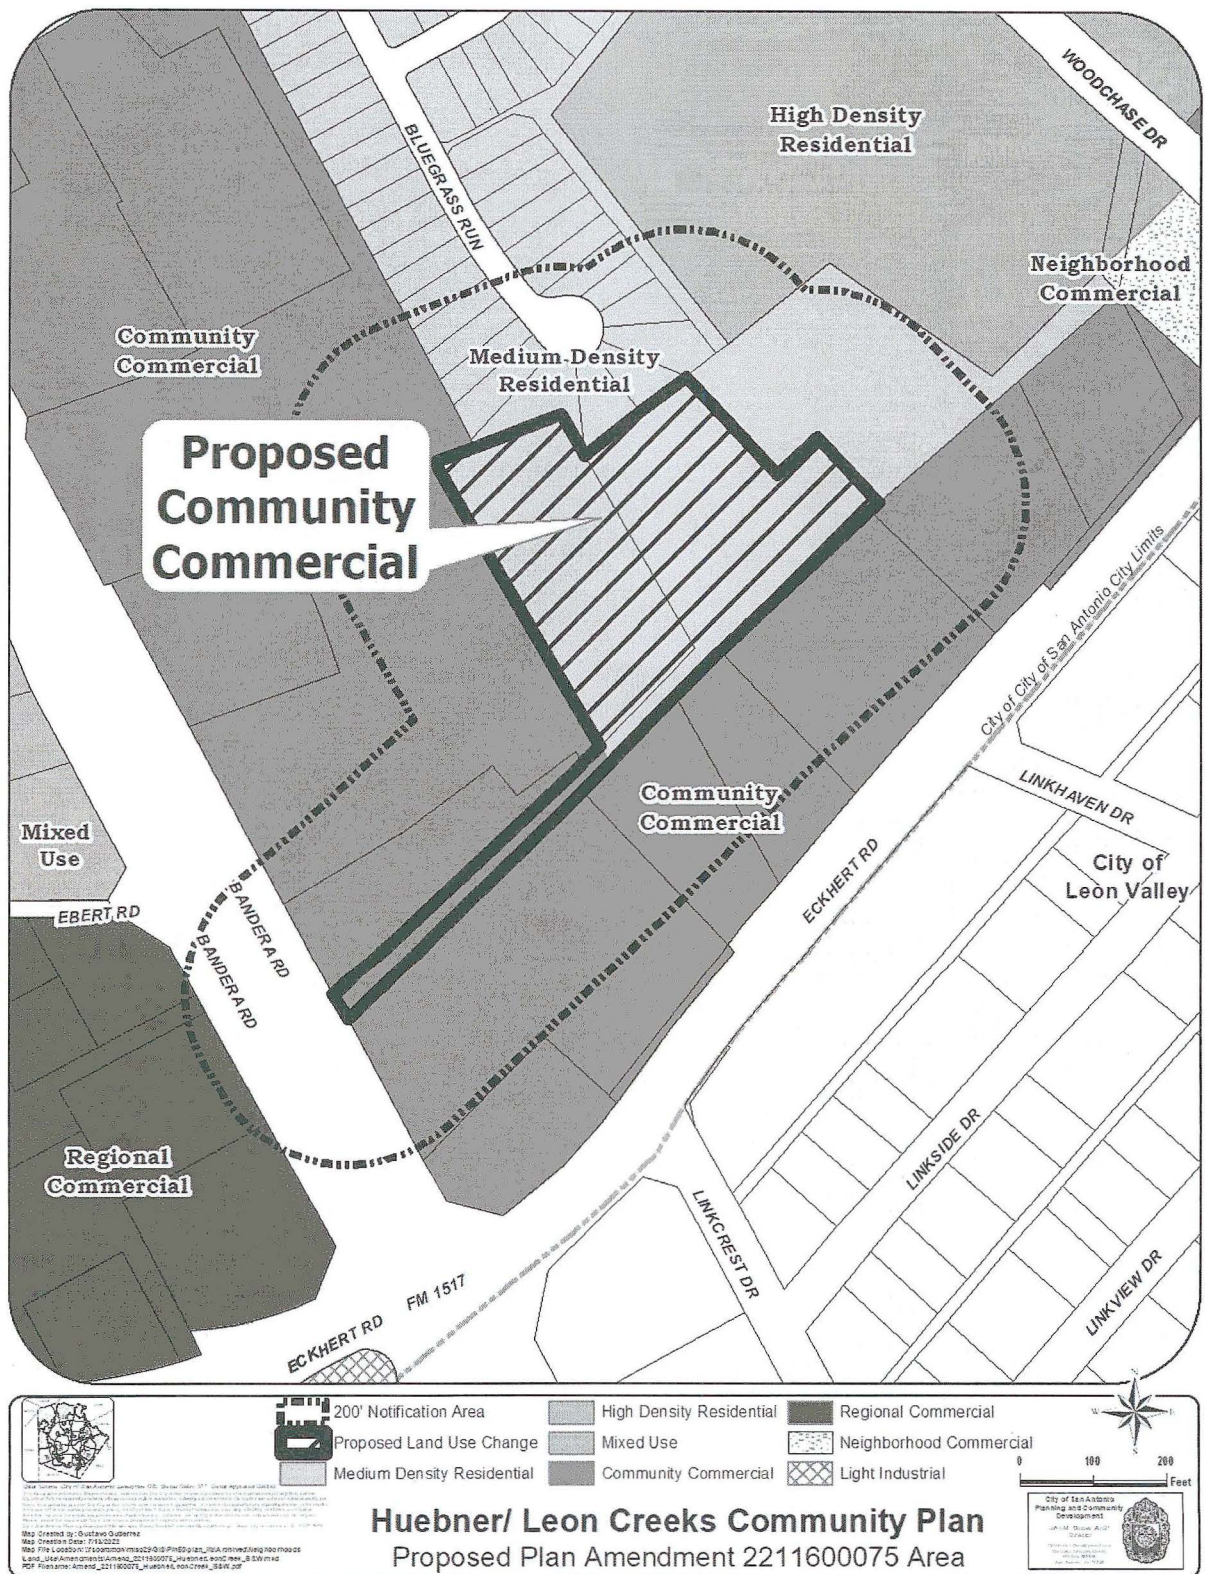 WOODCHASE DR
High Density
Residential
BLUEGRASS RUN
Neighborhood
Commercial
Community
Commercial
Medium Density
Residential
Proposed
Community
Commercial
City of City of San Antonio City Limits
LINKHAVEN DR
Community
Commercial
Mixed
Use
ECKHERT RD
City of
Leon Valley
EBERT RD
BANDERA RD
BANDERA RD
Regional
Commercial
LINKSIDE DR
LINKCREST DR
LINKVIEW DR
FM 1517
ECKHERT RD
200' Notification Area
Proposed Land Use Change
Medium Density Residential
High Density Residential
Mixed Use
Community Commercial
Regional Commercial
Neighborhood Commercial
Light Industrial
N
W
E
S
0 100 200
Feet
Map Created by: Gustavo Gutierrez
Huebner/ Leon Creeks Community Plan
Proposed Plan Amendment 2211600075 Area
City of San Antonio
Planning and Community
Development